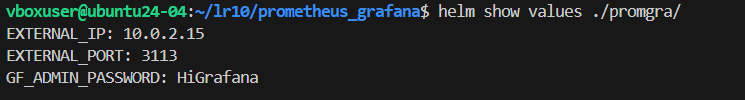 vboxuser@ubuntu24-04:~/lr10/prometheus_grafana$ helm show values ./promgra/
EXTERNAL_IP: 10.0.2.15
EXTERNAL_PORT: 3113
GF_ADMIN_PASSWORD: HiGrafana